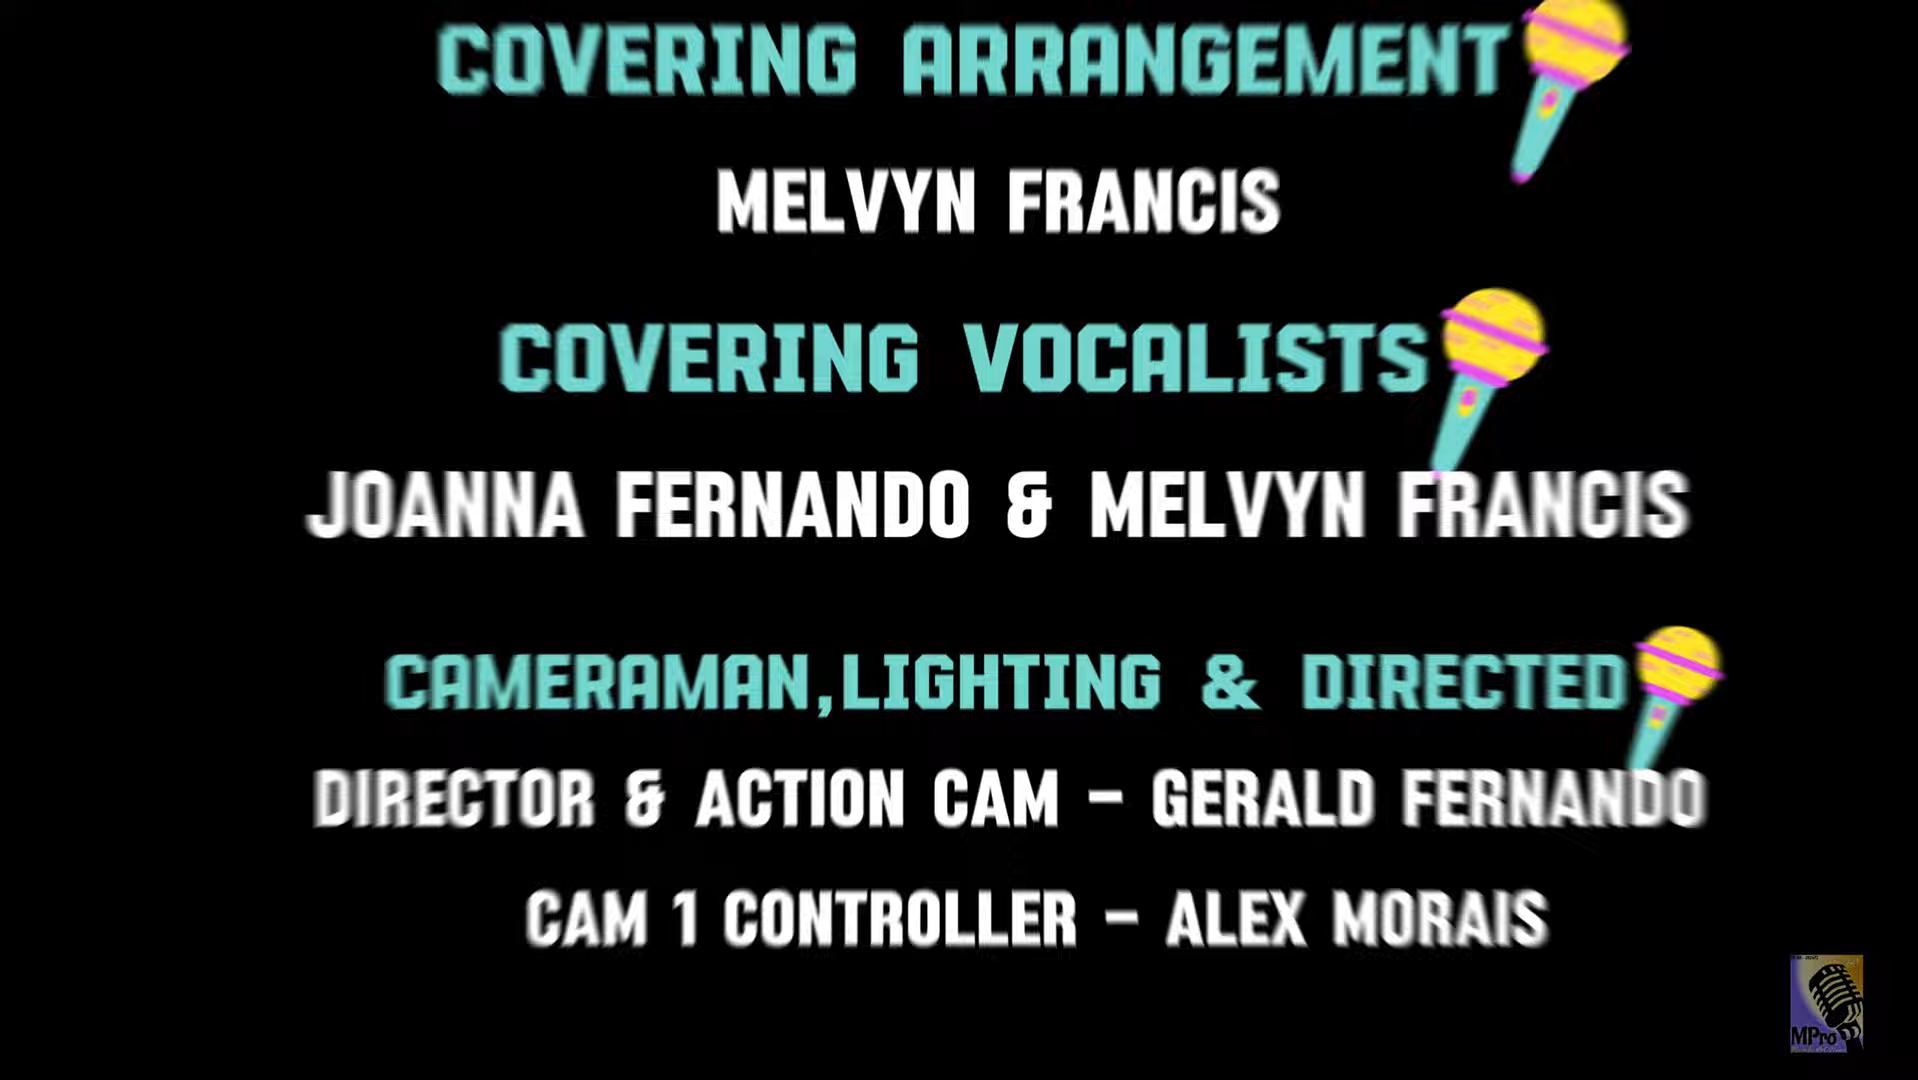 COVERING ARRANGEMENT
MELVYN FRANCIS
COVERING VOCALISTS
JOANNA FERNANDO & MELVYN FRANCIS
CAMERAMAN,LIGHTING & DIRECTED
DIRECTOR & ACTION CAM – GERALD FERNANDO
CAM 1 CONTROLLER – ALEX MORAIS
MPro